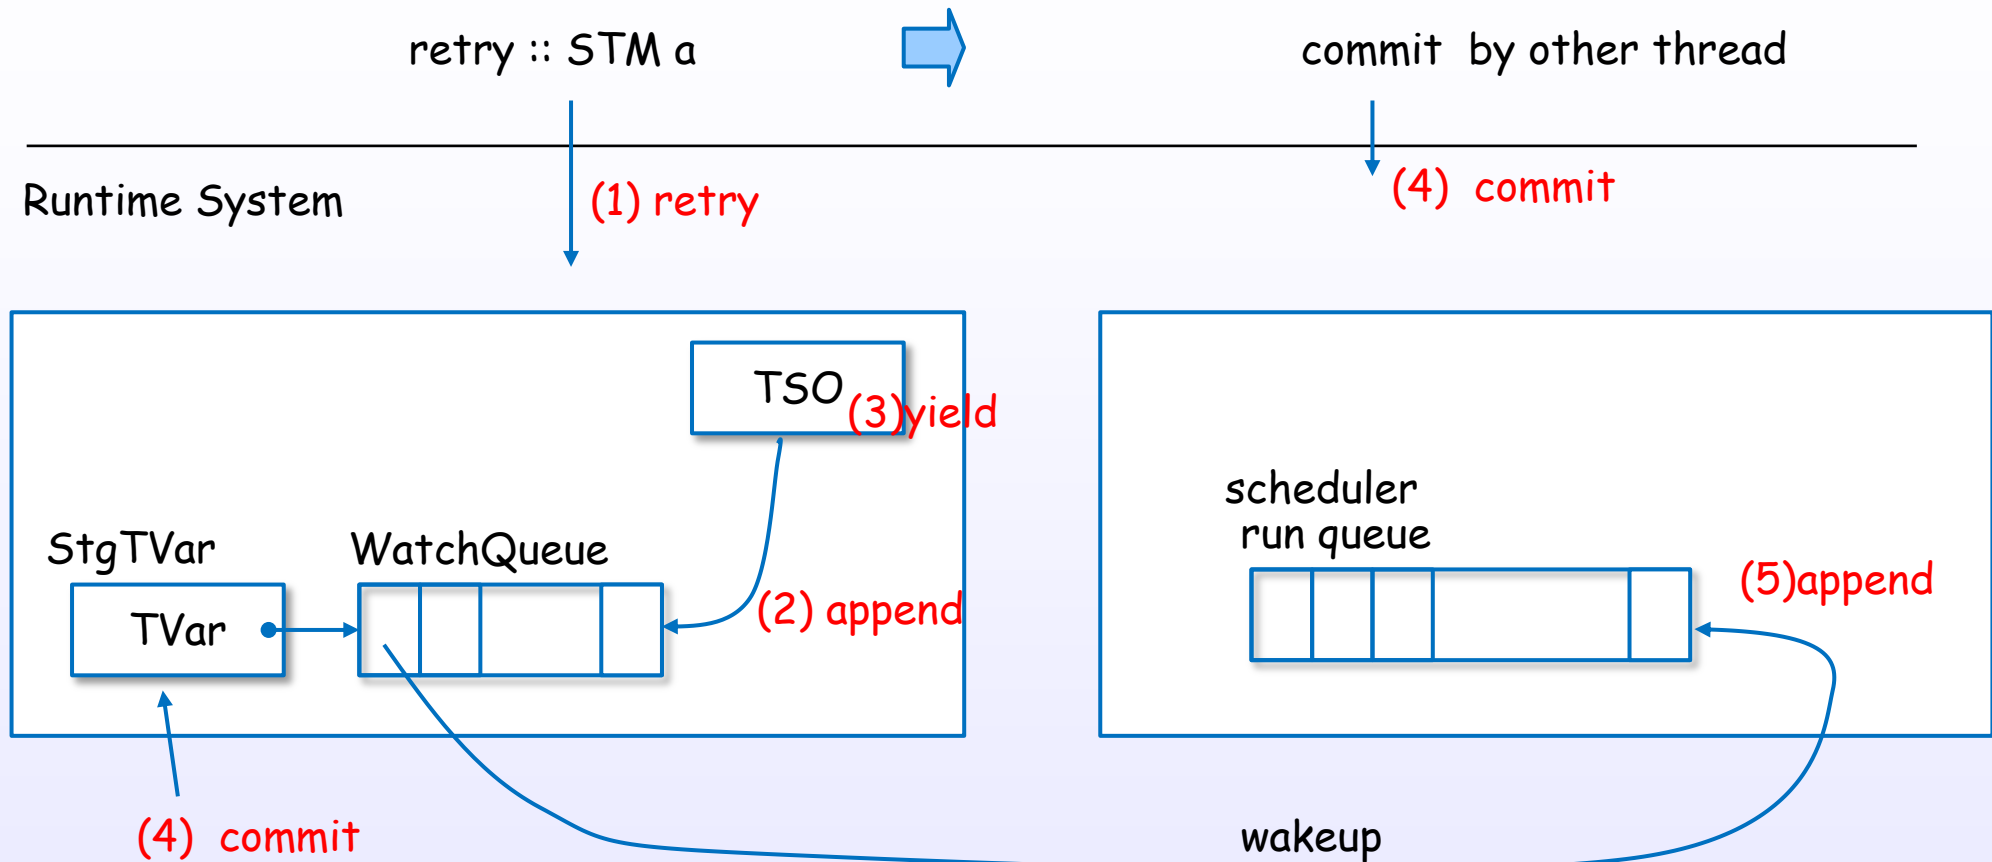 retry :: STM a
commit by other thread
Runtime System
(1) retry
(4) commit
TSO
(3)yield
scheduler
run queue
StgTVar
WatchQueue
TVar
(2) append
(5)append
(4) commit
wakeup